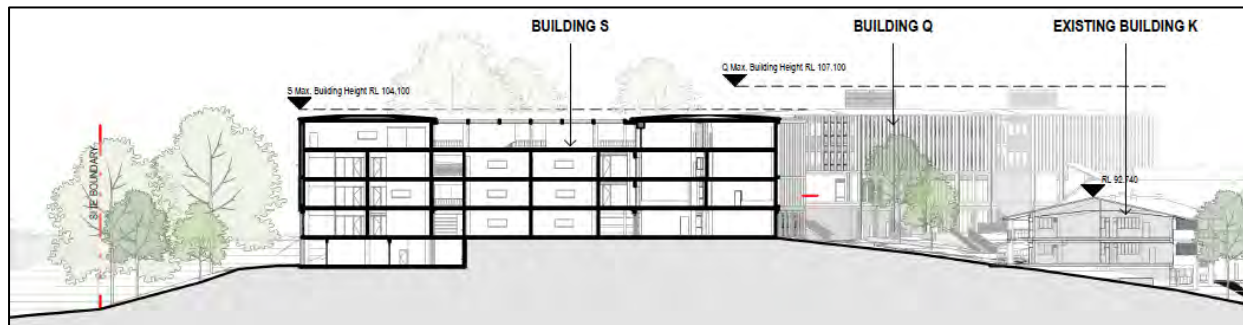 BUILDING S
BUILDING Q
EXISTING BUILDING K
Q Max. Building Height RL 107.100
S Max. Building Height RL 104.100
SITE BOUNDARY
RL 92.740